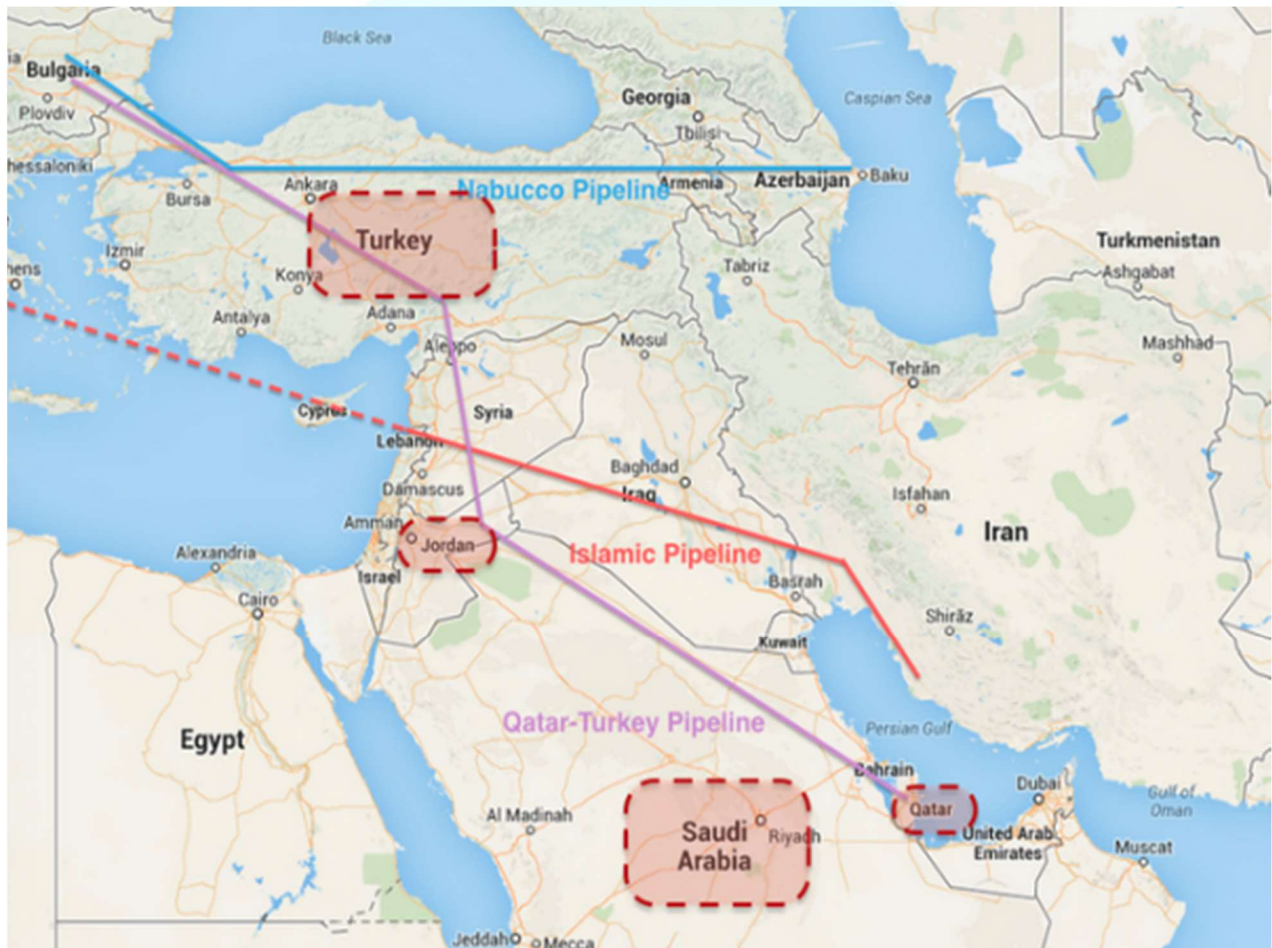 Black Sea
ia
Bulgaria
Plovdiv
hessaloniki
Georgia
Tbilisi
Caspian Sea
Nabucco Pipeline
Armenia
Azerbaijan
Baku
Bursa
Ankara
Turkey
Turkmenistan
Ashgabat
Izmir
hens
Konya
Tabriz
Antalya
Adana
Aleppo
Mosul
Mashhad
Tehrān
Cyprus
Syria
Lebanon
Baghdad
Iraq
Damascus
Isfahan
Amman
Jordan
Iran
Alexandria
Israel
Islamic Pipeline
Basrah
Cairo
Shirāz
Kuwait
Qatar-Turkey Pipeline
Persian Gulf
Egypt
Bahrain
Dubai
Gulf of
Oman
Qatar
Al Madinah
Saudi
Arabia
Riyadh
United Arab
Emirates
Muscat
Jeddah
Mecca